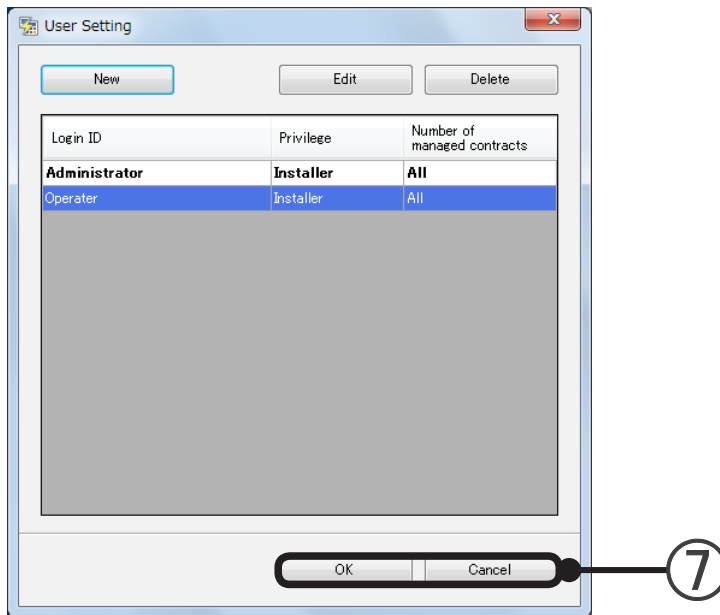 User Setting
New Edit Delete
Login ID Privilege Number of
managed contracts
Administrator Installer All
Operater Installer All
OK Cancel
⑦